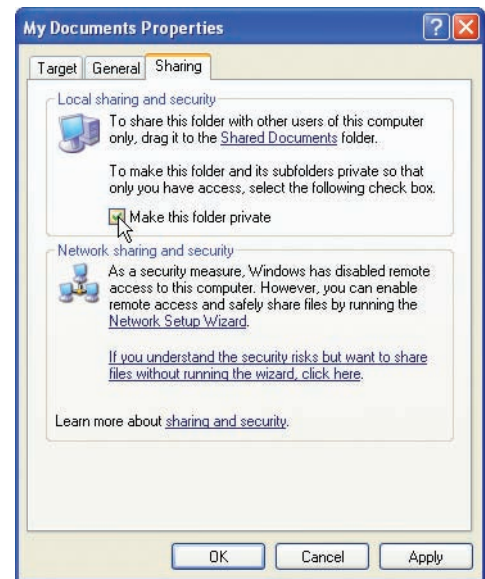 My Documents Properties
Target General Sharing
Local sharing and security
To share this folder with other users of this computer
only, drag it to the Shared Documents folder.
To make this folder and its subfolders private so that
only you have access, select the following check box.
Make this folder private
Network sharing and security
As a security measure, Windows has disabled remote
access to this computer. However, you can enable
remote access and safely share files by running the
Network Setup Wizard.
If you understand the security risks but want to share
files without running the wizard, click here.
Learn more about sharing and security.
OK Cancel Apply